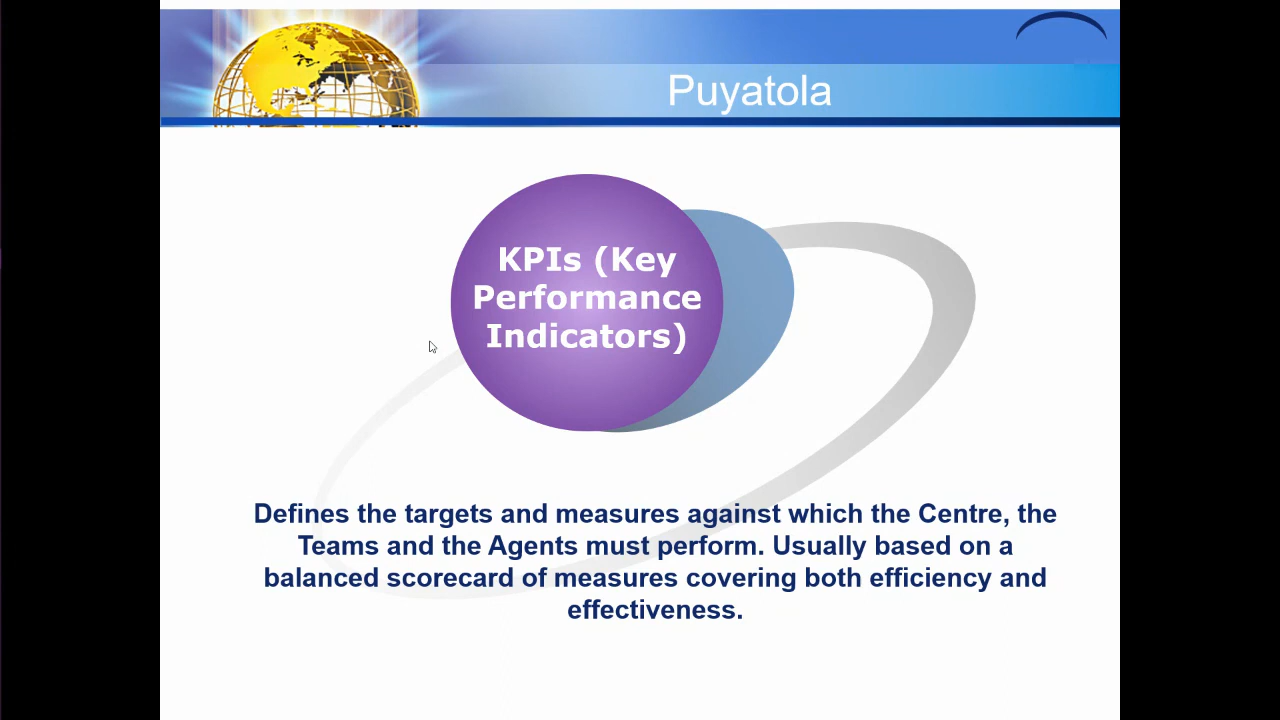 Puyatola
KPIs (Key
Performance
Indicators)
Defines the targets and measures against which the Centre, the
Teams and the Agents must perform. Usually based on a
balanced scorecard of measures covering both efficiency and
effectiveness.